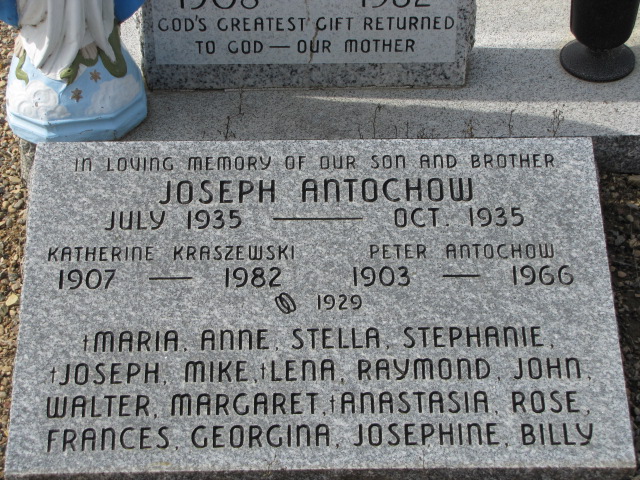 1908 1982
GOD'S GREATEST GIFT RETURNED
TO GOD — OUR MOTHER
IN LOVING MEMORY OF OUR SON AND BROTHER
JOSEPH ANTOCHOW
JULY 1935 — OCT. 1935
KATHERINE KRASZEWSKI PETER ANTOCHOW
1907 — 1982 1903 — 1966
1929
†MARIA, ANNE, STELLA, STEPHANIE,
†JOSEPH, MIKE, †LENA, RAYMOND, JOHN,
WALTER, MARGARET, †ANASTASIA, ROSE,
FRANCES, GEORGINA, JOSEPHINE, BILLY